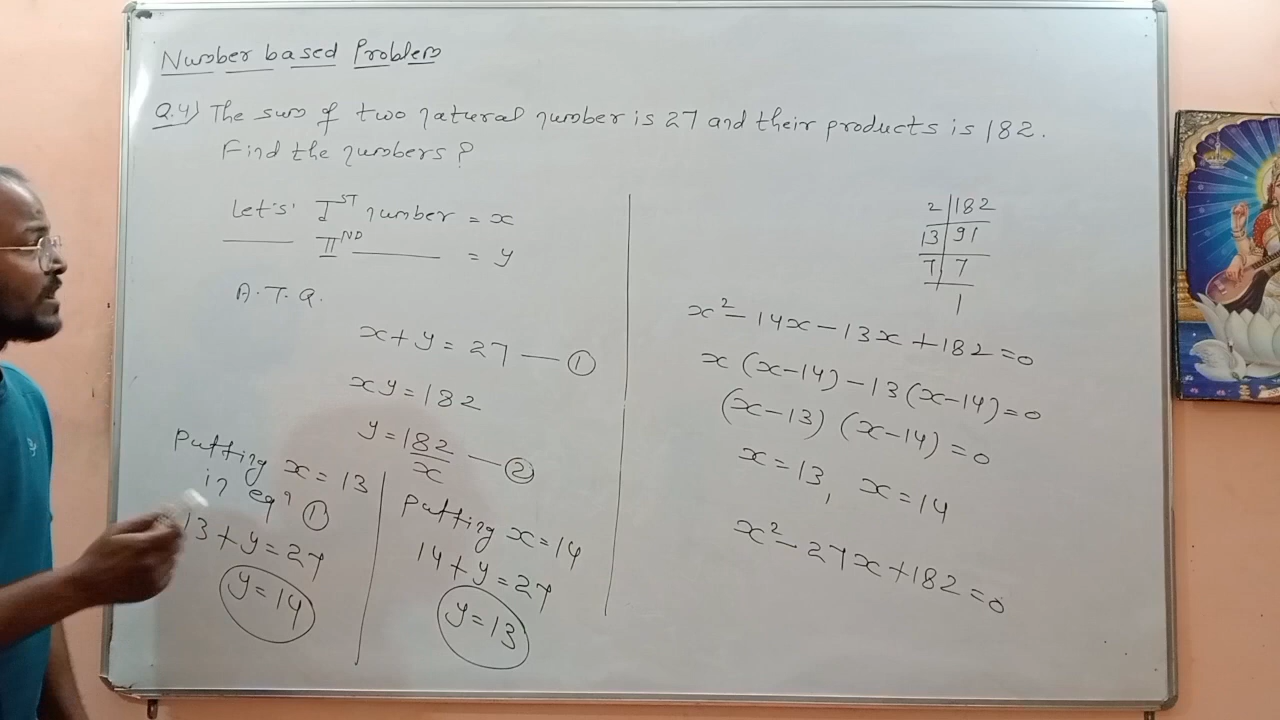 Number based Problem
Q.4) The sum of two natural number is 27 and their products is 182.
Find the numbers?
Let's' I ST number = x
—— II ND —— = y
A.T.Q.
x + y = 27 — ①
xy = 182
y = 182/x — ②
Putting x = 13
in eqn ①
13 + y = 27
y = 14
Putting x = 14
14 + y = 27
y = 13
2 | 182
13 | 91
7 | 7
1
x² - 14x - 13x + 182 = 0
x (x - 14) - 13 (x - 14) = 0
(x - 13) (x - 14) = 0
x = 13, x = 14
x² - 27x + 182 = 0